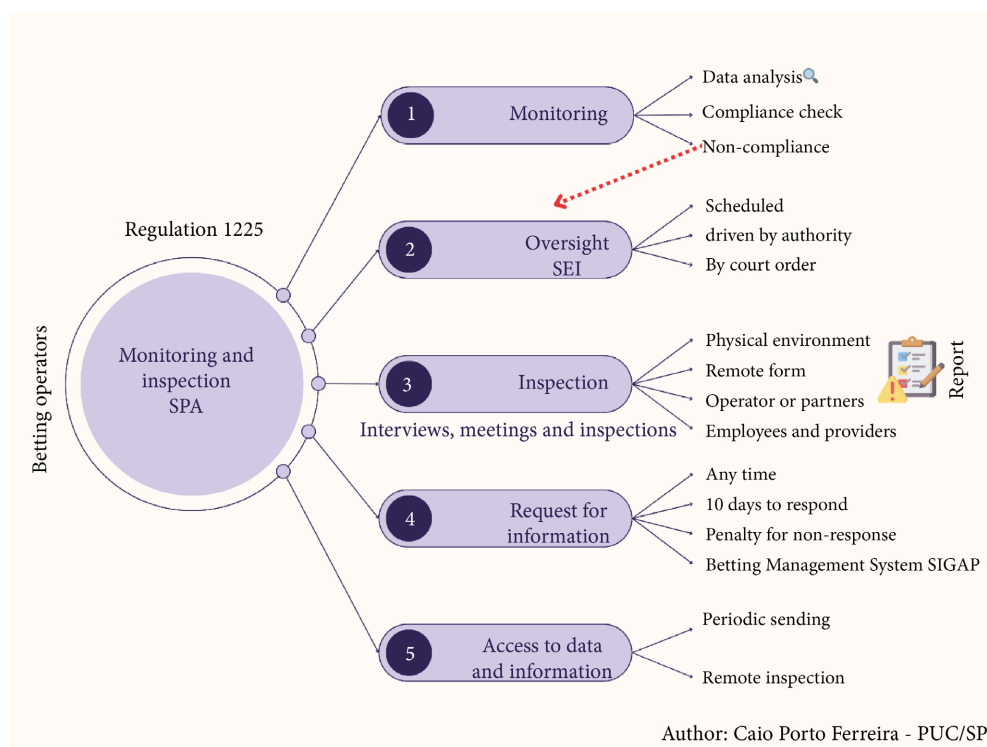 Regulation 1225
Betting operators
Monitoring and
inspection
SPA
1
Monitoring
Data analysis
Compliance check
Non-compliance
2
Oversight
SEI
Scheduled
driven by authority
By court order
3
Inspection
Interviews, meetings and inspections
Physical environment
Remote form
Operator or partners
Employees and providers
Report
4
Request for
information
Any time
10 days to respond
Penalty for non-response
Betting Management System SIGAP
5
Access to data
and information
Periodic sending
Remote inspection
Author: Caio Porto Ferreira - PUC/SP